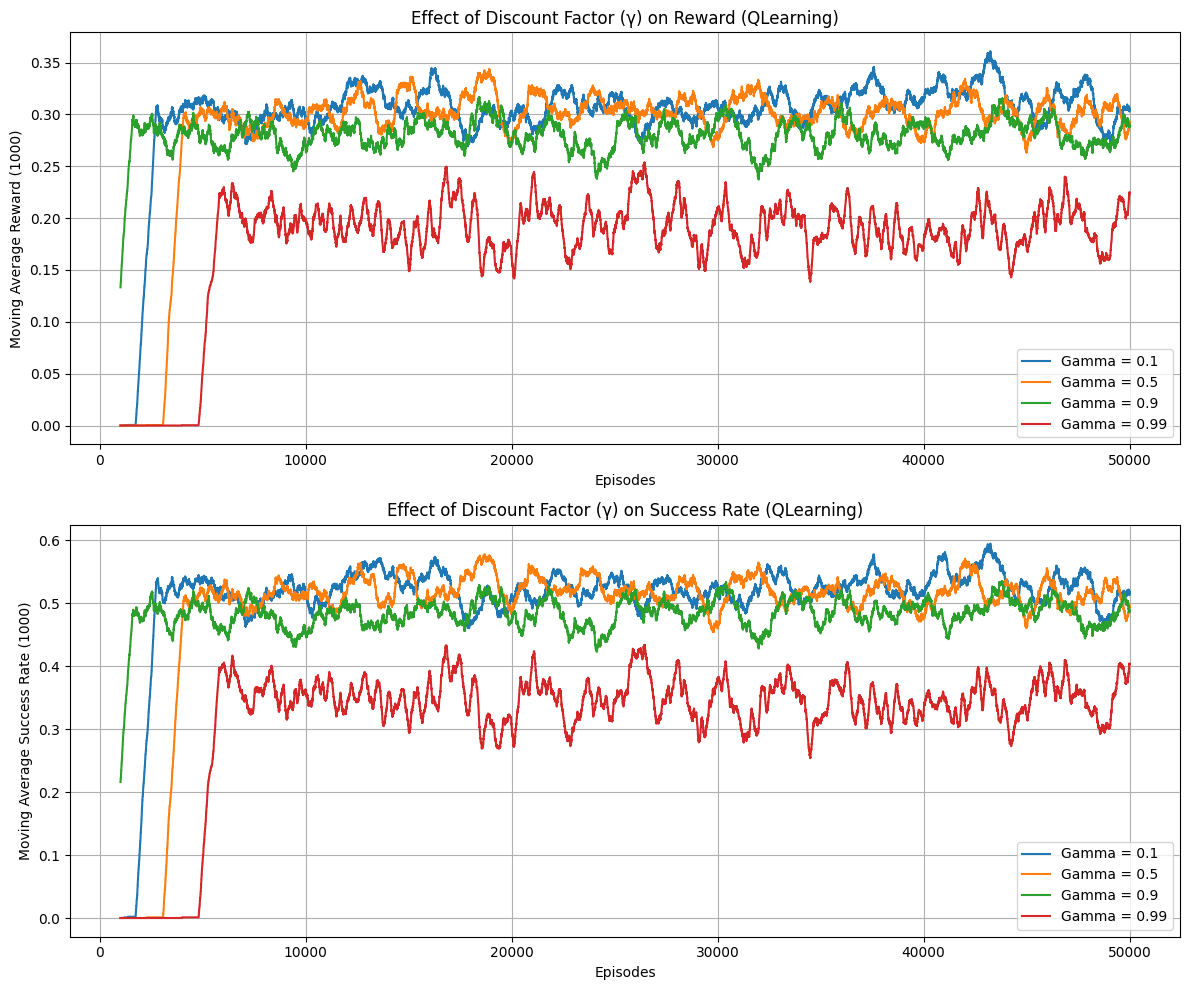 Effect of Discount Factor (γ) on Reward (QLearning)
Moving Average Reward (1000)
0.35
0.30
0.25
0.20
0.15
0.10
0.05
0.00
0 10000 20000 30000 40000 50000
Episodes
Gamma = 0.1
Gamma = 0.5
Gamma = 0.9
Gamma = 0.99
Effect of Discount Factor (γ) on Success Rate (QLearning)
Moving Average Success Rate (1000)
0.6
0.5
0.4
0.3
0.2
0.1
0.0
0 10000 20000 30000 40000 50000
Episodes
Gamma = 0.1
Gamma = 0.5
Gamma = 0.9
Gamma = 0.99